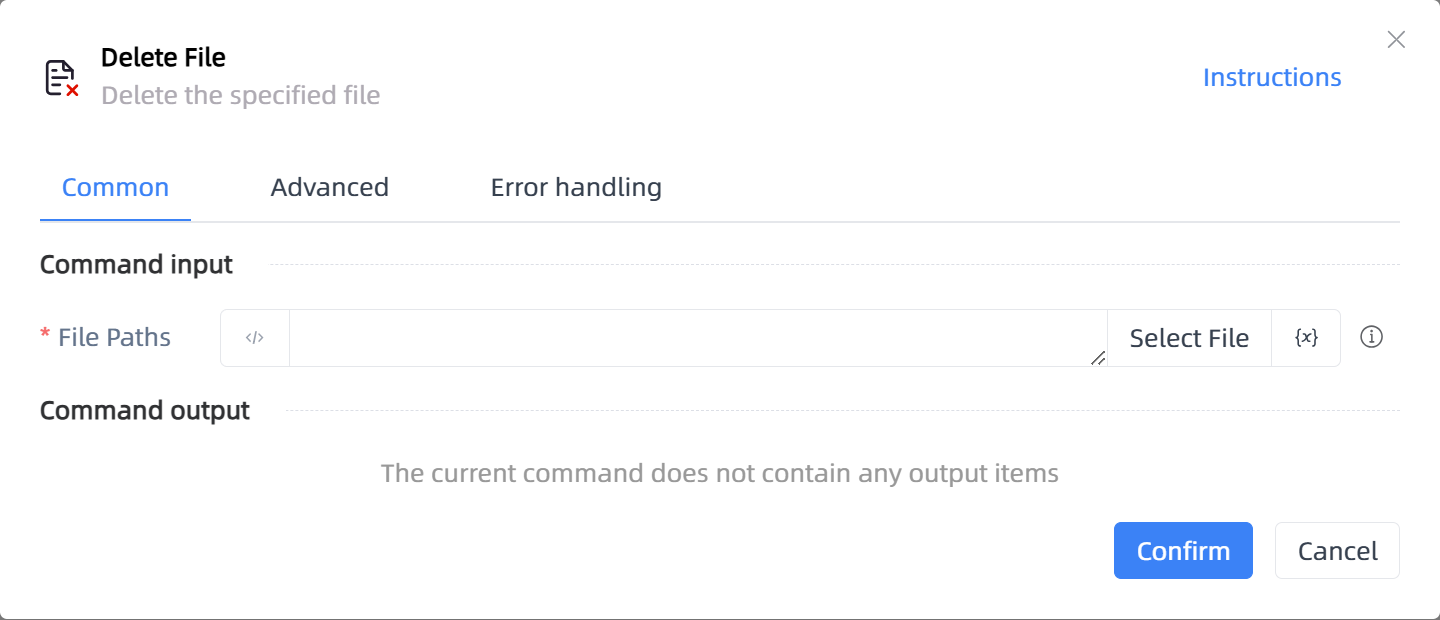 Delete File
Delete the specified file
Instructions
Common
Advanced
Error handling
Command input
* File Paths
</>
Select File
{x}
Command output
The current command does not contain any output items
Confirm
Cancel